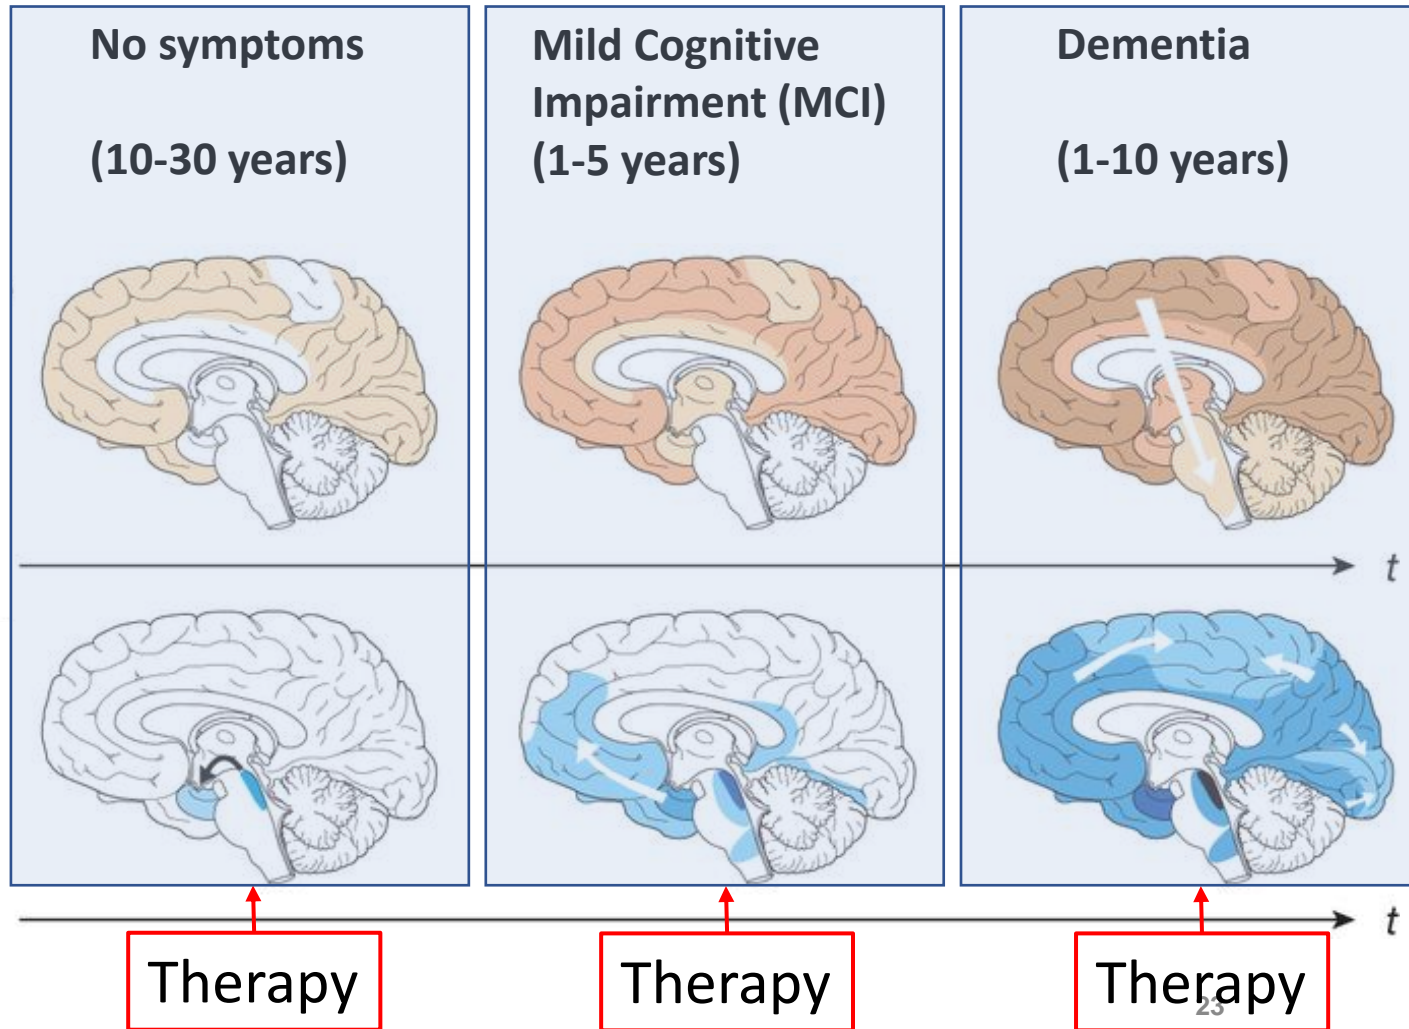 No symptoms
(10-30 years)
Mild Cognitive
Impairment (MCI)
(1-5 years)
Dementia
(1-10 years)
t
t
Therapy
Therapy
Therapy
23